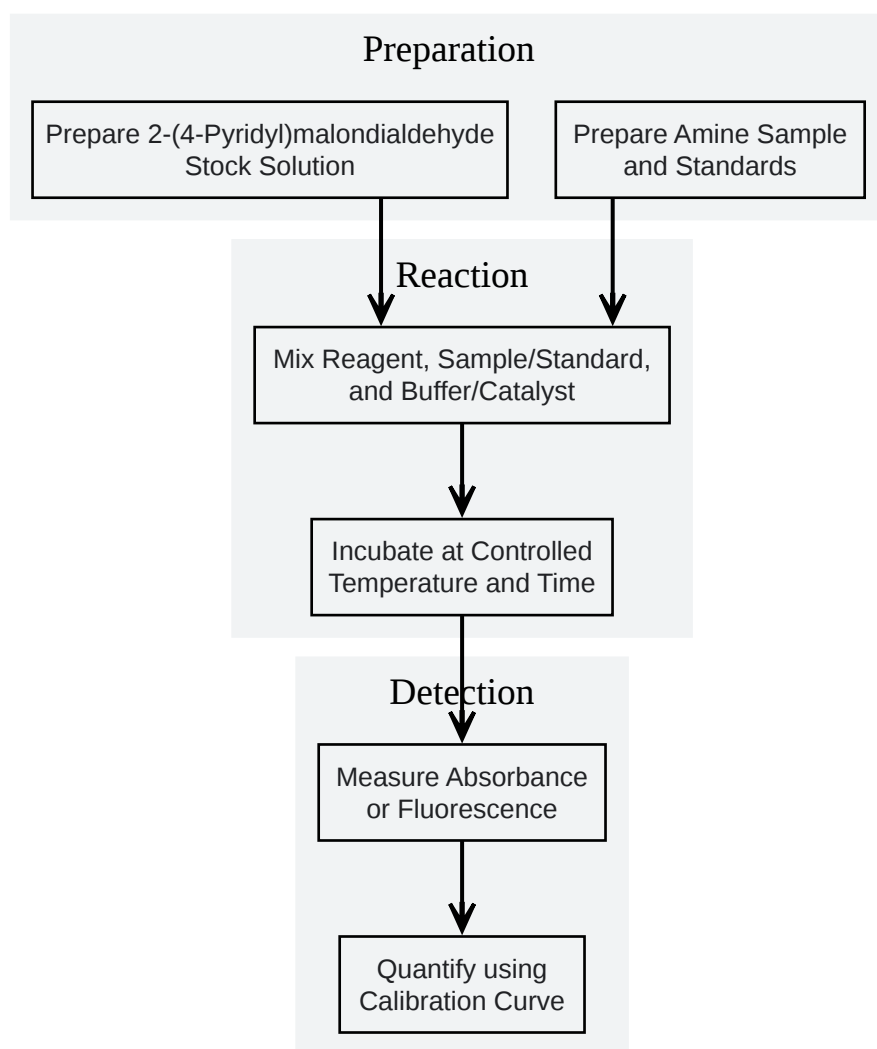 Preparation
Prepare 2-(4-Pyridyl)malondialdehyde
Stock Solution
Prepare Amine Sample
and Standards
Reaction
Mix Reagent, Sample/Standard,
and Buffer/Catalyst
Incubate at Controlled
Temperature and Time
Detection
Measure Absorbance
or Fluorescence
Quantify using
Calibration Curve